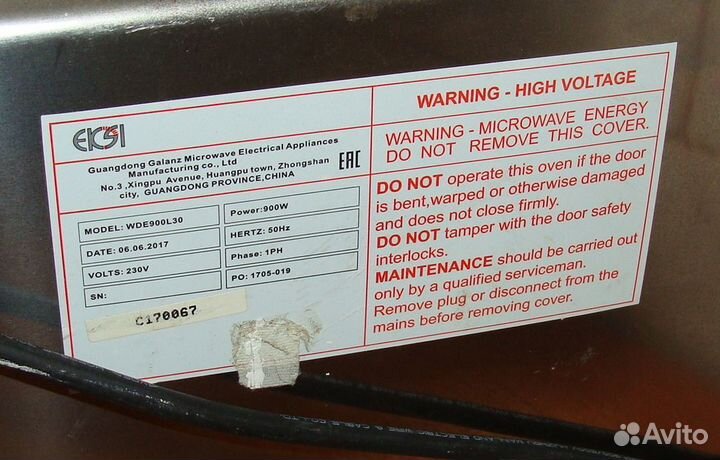 EKSI
Guangdong Galanz Microwave Electrical Appliances
Manufacturing co., Ltd
No.3 ,Xingpu Avenue, Huangpu town, Zhongshan
city, GUANGDONG PROVINCE,CHINA
EAC
MODEL: WDE900L30
Power:900W
DATE: 06.06.2017
HERTZ: 50Hz
VOLTS: 230V
Phase: 1PH
SN:
PO: 1705-019
C170067
WARNING - HIGH VOLTAGE
WARNING - MICROWAVE ENERGY
DO NOT REMOVE THIS COVER.
DO NOT operate this oven if the door
is bent,warped or otherwise damaged
and does not close firmly.
DO NOT tamper with the door safety
interlocks.
MAINTENANCE should be carried out
only by a qualified serviceman.
Remove plug or disconnect from the
mains before removing cover.
ELECTRIC WIRE & CABLE CO.LTD
Avito